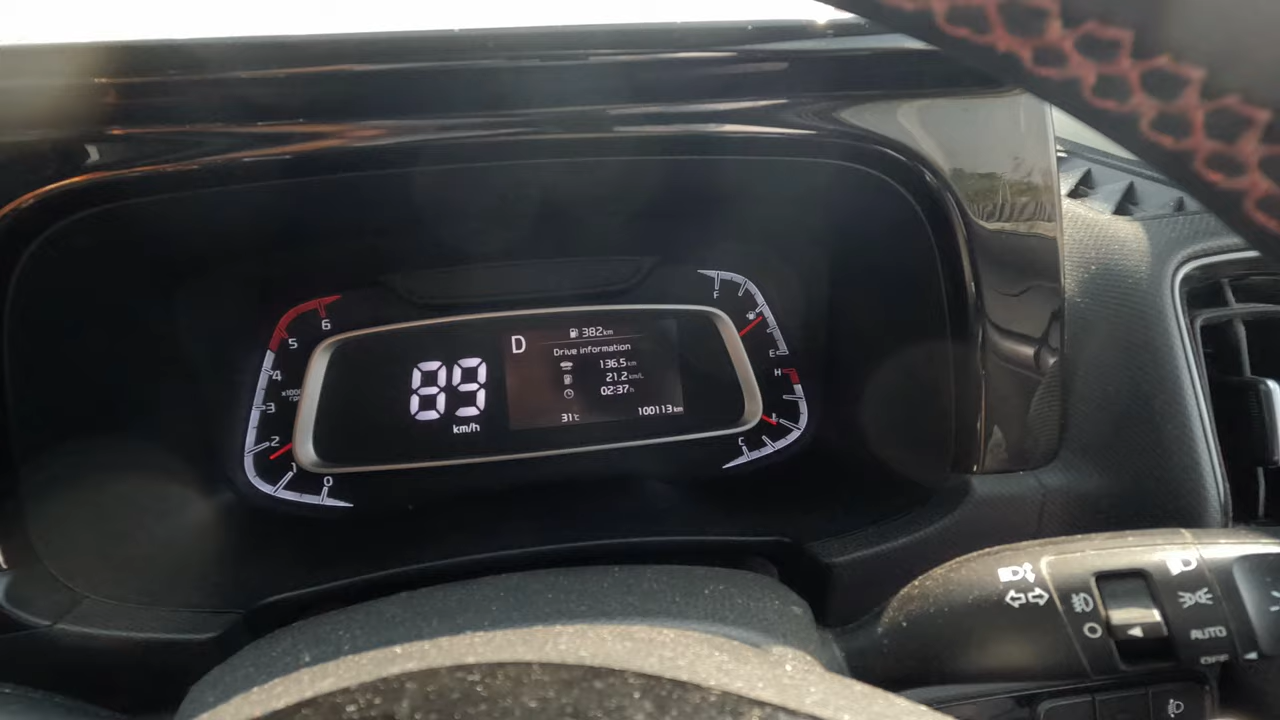 6
5
4
x1000
rpm
3
2
1
0
89
km/h
D
382km
Drive information
136.5km
21.2km/L
02:37h
31℃
100113km
F
E
H
C
AUTO
OFF